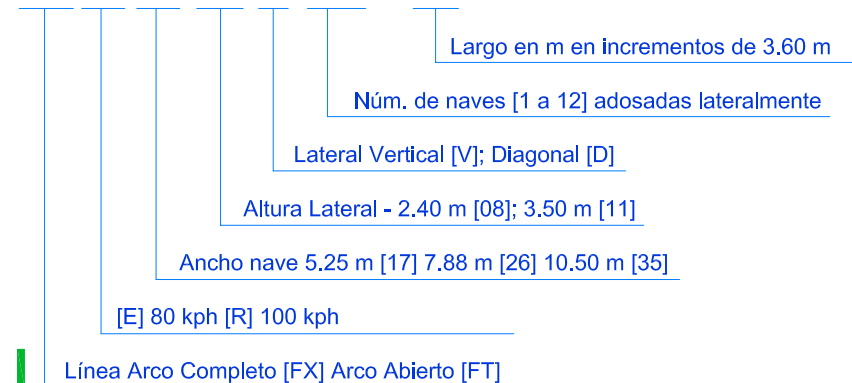 Largo en m en incrementos de 3.60 m
Núm. de naves [1 a 12] adosadas lateralmente
Lateral Vertical [V]; Diagonal [D]
Altura Lateral - 2.40 m [08]; 3.50 m [11]
Ancho nave 5.25 m [17] 7.88 m [26] 10.50 m [35]
[E] 80 kph [R] 100 kph
Línea Arco Completo [FX] Arco Abierto [FT]